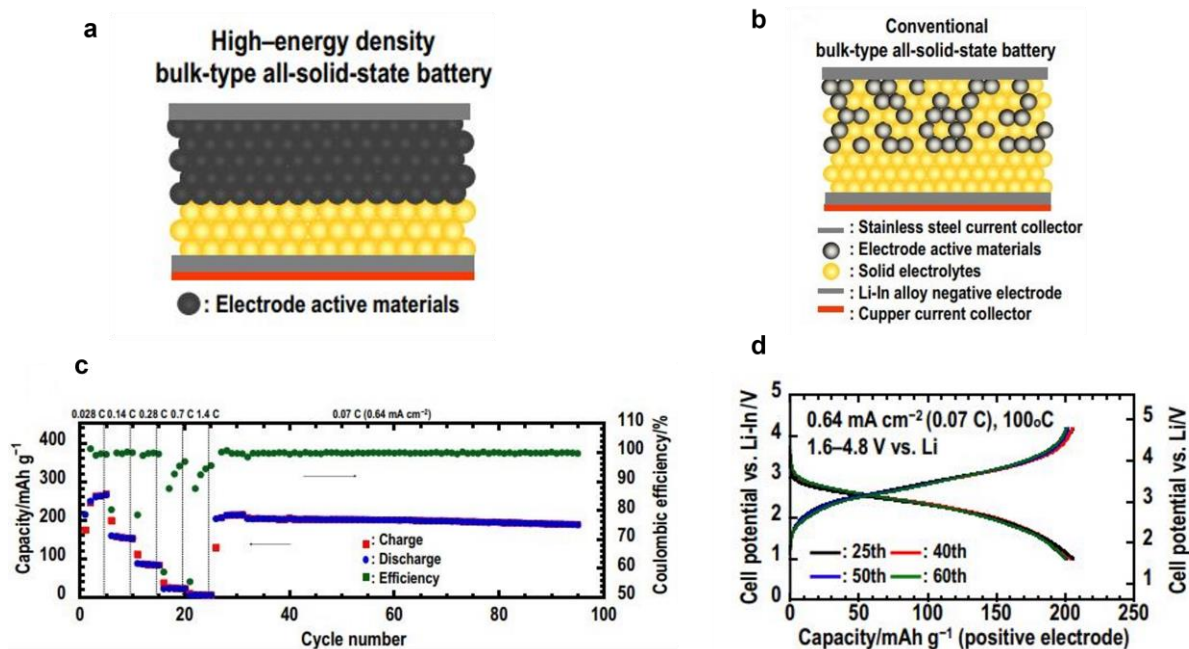 a
High–energy density
bulk-type all-solid-state battery
: Electrode active materials
b
Conventional
bulk-type all-solid-state battery
: Stainless steel current collector
: Electrode active materials
: Solid electrolytes
: Li-In alloy negative electrode
: Cupper current collector
c
0.028 C 0.14 C 0.28 C 0.7 C 1.4 C 0.07 C (0.64 mA cm⁻²)
Capacity/mAh g⁻¹
400
300
200
100
0
110
100
90
80
70
60
50
Coulombic efficiency/%
: Charge
: Discharge
: Efficiency
0 20 40 60 80 100
Cycle number
d
Cell potential vs. Li-In/V
5
4
3
2
1
0
0.64 mA cm⁻² (0.07 C), 100oC
1.6–4.8 V vs. Li
: 25th : 40th
: 50th : 60th
5
4
3
2
1
Cell potential vs. Li/V
0 50 100 150 200 250
Capacity/mAh g⁻¹ (positive electrode)